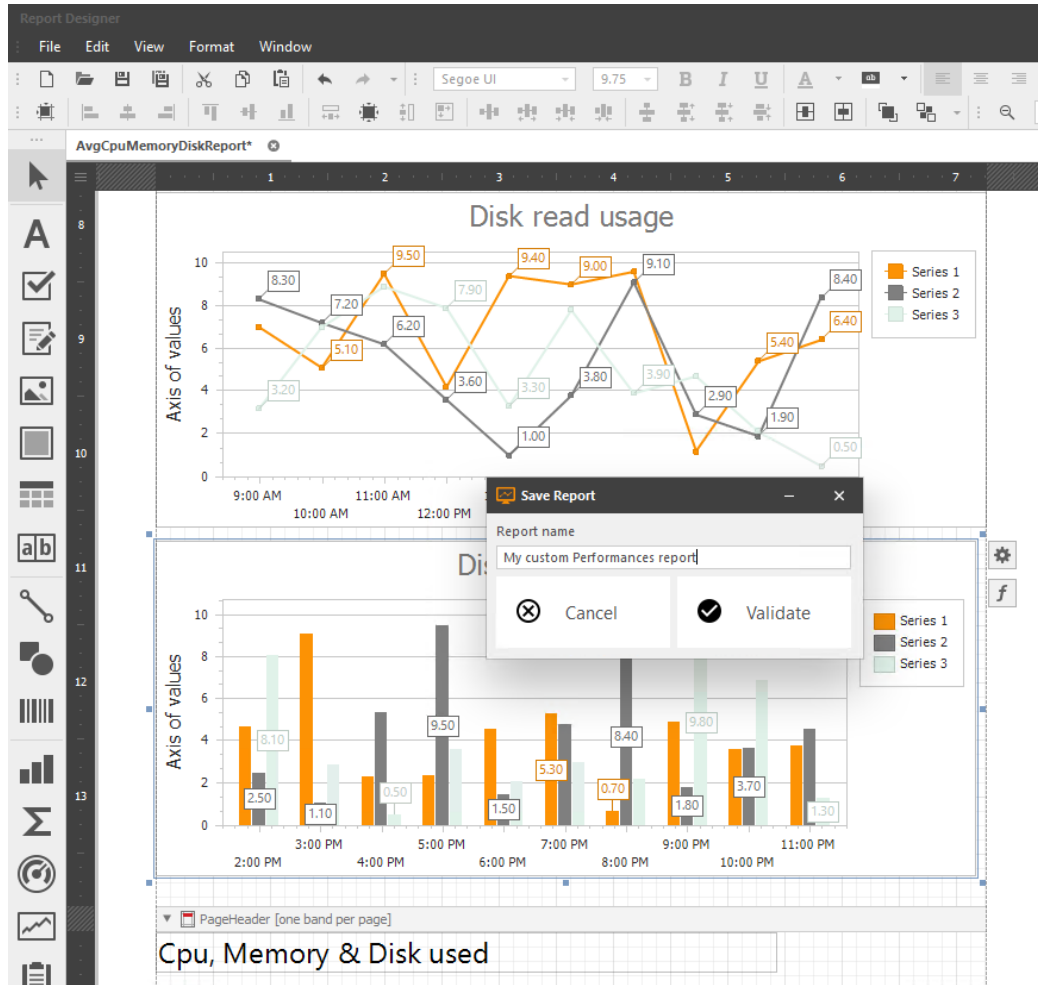 Report Designer
File Edit View Format Window
Segoe UI 9.75 B I U A ab
AvgCpuMemoryDiskReport*
1 2 3 4 5 6 7
8
9
10
11
12
13
A
a|b
Σ
Disk read usage
Axis of values
10
8
6
4
2
0
8.30
7.20
9.50
5.10
6.20
3.20
7.90
3.60
9.40
3.30
1.00
9.00
3.80
9.10
3.90
2.90
5.40
1.90
8.40
6.40
0.50
Series 1
Series 2
Series 3
9:00 AM 11:00 AM
10:00 AM 12:00 PM
Save Report
Report name
My custom Performances report
Cancel Validate
f
Axis of values
10
8
6
4
2
0
8.10
2.50
1.10
0.50
9.50
1.50
5.30
0.70
8.40
9.80
1.80
3.70
1.30
Series 1
Series 2
Series 3
3:00 PM 5:00 PM 7:00 PM 9:00 PM 11:00 PM
2:00 PM 4:00 PM 6:00 PM 8:00 PM 10:00 PM
PageHeader [one band per page]
Cpu, Memory & Disk used